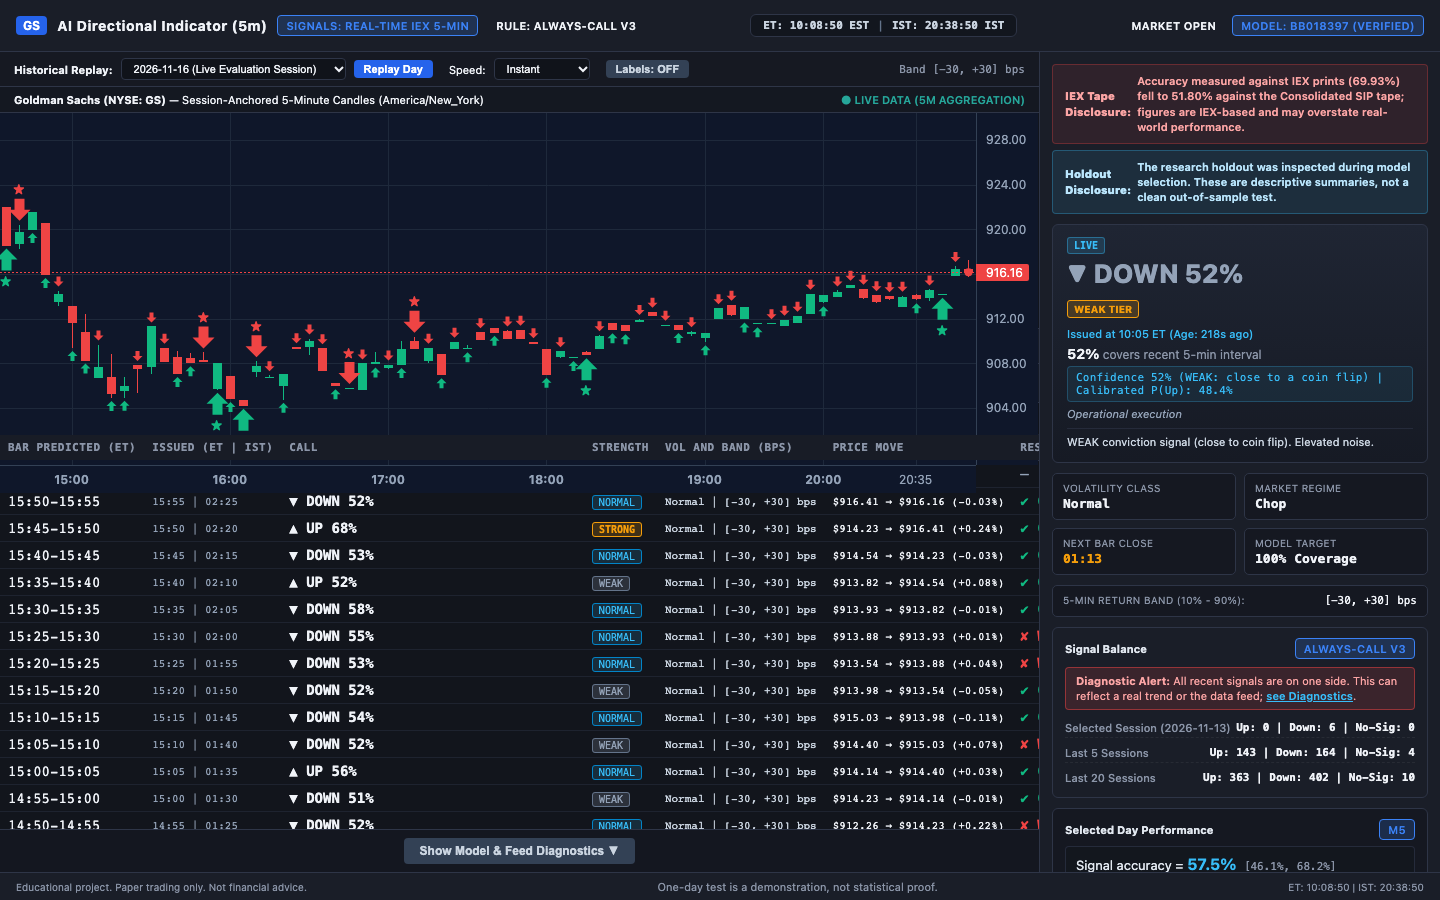 GS AI Directional Indicator (5m) SIGNALS: REAL-TIME IEX 5-MIN RULE: ALWAYS-CALL V3 ET: 10:08:50 EST | IST: 20:38:50 IST MARKET OPEN MODEL: BB018397 (VERIFIED)
Historical Replay: 2026-11-16 (Live Evaluation Session) Replay Day Speed: Instant Labels: OFF Band [−30, +30] bps
Goldman Sachs (NYSE: GS) — Session-Anchored 5-Minute Candles (America/New_York) LIVE DATA (5M AGGREGATION)
928.00
924.00
920.00
916.16
912.00
908.00
904.00
BAR PREDICTED (ET) ISSUED (ET | IST) CALL STRENGTH VOL AND BAND (BPS) PRICE MOVE RES
15:00 16:00 17:00 18:00 19:00 20:00 20:35 —
15:50–15:55 15:55 | 02:25 ▼ DOWN 52% NORMAL Normal | [-30, +30] bps $916.41 → $916.16 (-0.03%) ✔
15:45–15:50 15:50 | 02:20 ▲ UP 68% STRONG Normal | [-30, +30] bps $914.23 → $916.41 (+0.24%) ✔
15:40–15:45 15:45 | 02:15 ▼ DOWN 53% NORMAL Normal | [-30, +30] bps $914.54 → $914.23 (-0.03%) ✔
15:35–15:40 15:40 | 02:10 ▲ UP 52% WEAK Normal | [-30, +30] bps $913.82 → $914.54 (+0.08%) ✔
15:30–15:35 15:35 | 02:05 ▼ DOWN 58% NORMAL Normal | [-30, +30] bps $913.93 → $913.82 (-0.01%) ✔
15:25–15:30 15:30 | 02:00 ▼ DOWN 55% NORMAL Normal | [-30, +30] bps $913.88 → $913.93 (+0.01%) ✘
15:20–15:25 15:25 | 01:55 ▼ DOWN 53% NORMAL Normal | [-30, +30] bps $913.54 → $913.88 (+0.04%) ✘
15:15–15:20 15:20 | 01:50 ▼ DOWN 52% WEAK Normal | [-30, +30] bps $913.98 → $913.54 (-0.05%) ✔
15:10–15:15 15:15 | 01:45 ▼ DOWN 54% NORMAL Normal | [-30, +30] bps $915.03 → $913.98 (-0.11%) ✔
15:05–15:10 15:10 | 01:40 ▼ DOWN 52% WEAK Normal | [-30, +30] bps $914.40 → $915.03 (+0.07%) ✘
15:00–15:05 15:05 | 01:35 ▲ UP 56% NORMAL Normal | [-30, +30] bps $914.14 → $914.40 (+0.03%) ✔
14:55–15:00 15:00 | 01:30 ▼ DOWN 51% WEAK Normal | [-30, +30] bps $914.23 → $914.14 (-0.01%) ✔
14:50–14:55 14:55 | 01:25 ▼ DOWN 52% NORMAL Normal | [-30, +30] bps $912.26 → $914.23 (+0.22%) ✘
Show Model & Feed Diagnostics ▼
IEX Tape Disclosure: Accuracy measured against IEX prints (69.93%)
fell to 51.80% against the Consolidated SIP tape;
figures are IEX-based and may overstate real-
world performance.
Holdout Disclosure: The research holdout was inspected during model
selection. These are descriptive summaries, not a
clean out-of-sample test.
LIVE
▼ DOWN 52%
WEAK TIER
Issued at 10:05 ET (Age: 218s ago)
52% covers recent 5-min interval
Confidence 52% (WEAK: close to a coin flip) |
Calibrated P(Up): 48.4%
Operational execution
WEAK conviction signal (close to coin flip). Elevated noise.
VOLATILITY CLASS MARKET REGIME
Normal Chop
NEXT BAR CLOSE MODEL TARGET
01:13 100% Coverage
5-MIN RETURN BAND (10% - 90%): [−30, +30] bps
Signal Balance ALWAYS-CALL V3
Diagnostic Alert: All recent signals are on one side. This can
reflect a real trend or the data feed; see Diagnostics.
Selected Session (2026-11-13) Up: 0 | Down: 6 | No-Sig: 0
Last 5 Sessions Up: 143 | Down: 164 | No-Sig: 4
Last 20 Sessions Up: 363 | Down: 402 | No-Sig: 10
Selected Day Performance M5
Signal accuracy = 57.5% [46.1%, 68.2%]
Educational project. Paper trading only. Not financial advice. One-day test is a demonstration, not statistical proof. ET: 10:08:50 | IST: 20:38:50